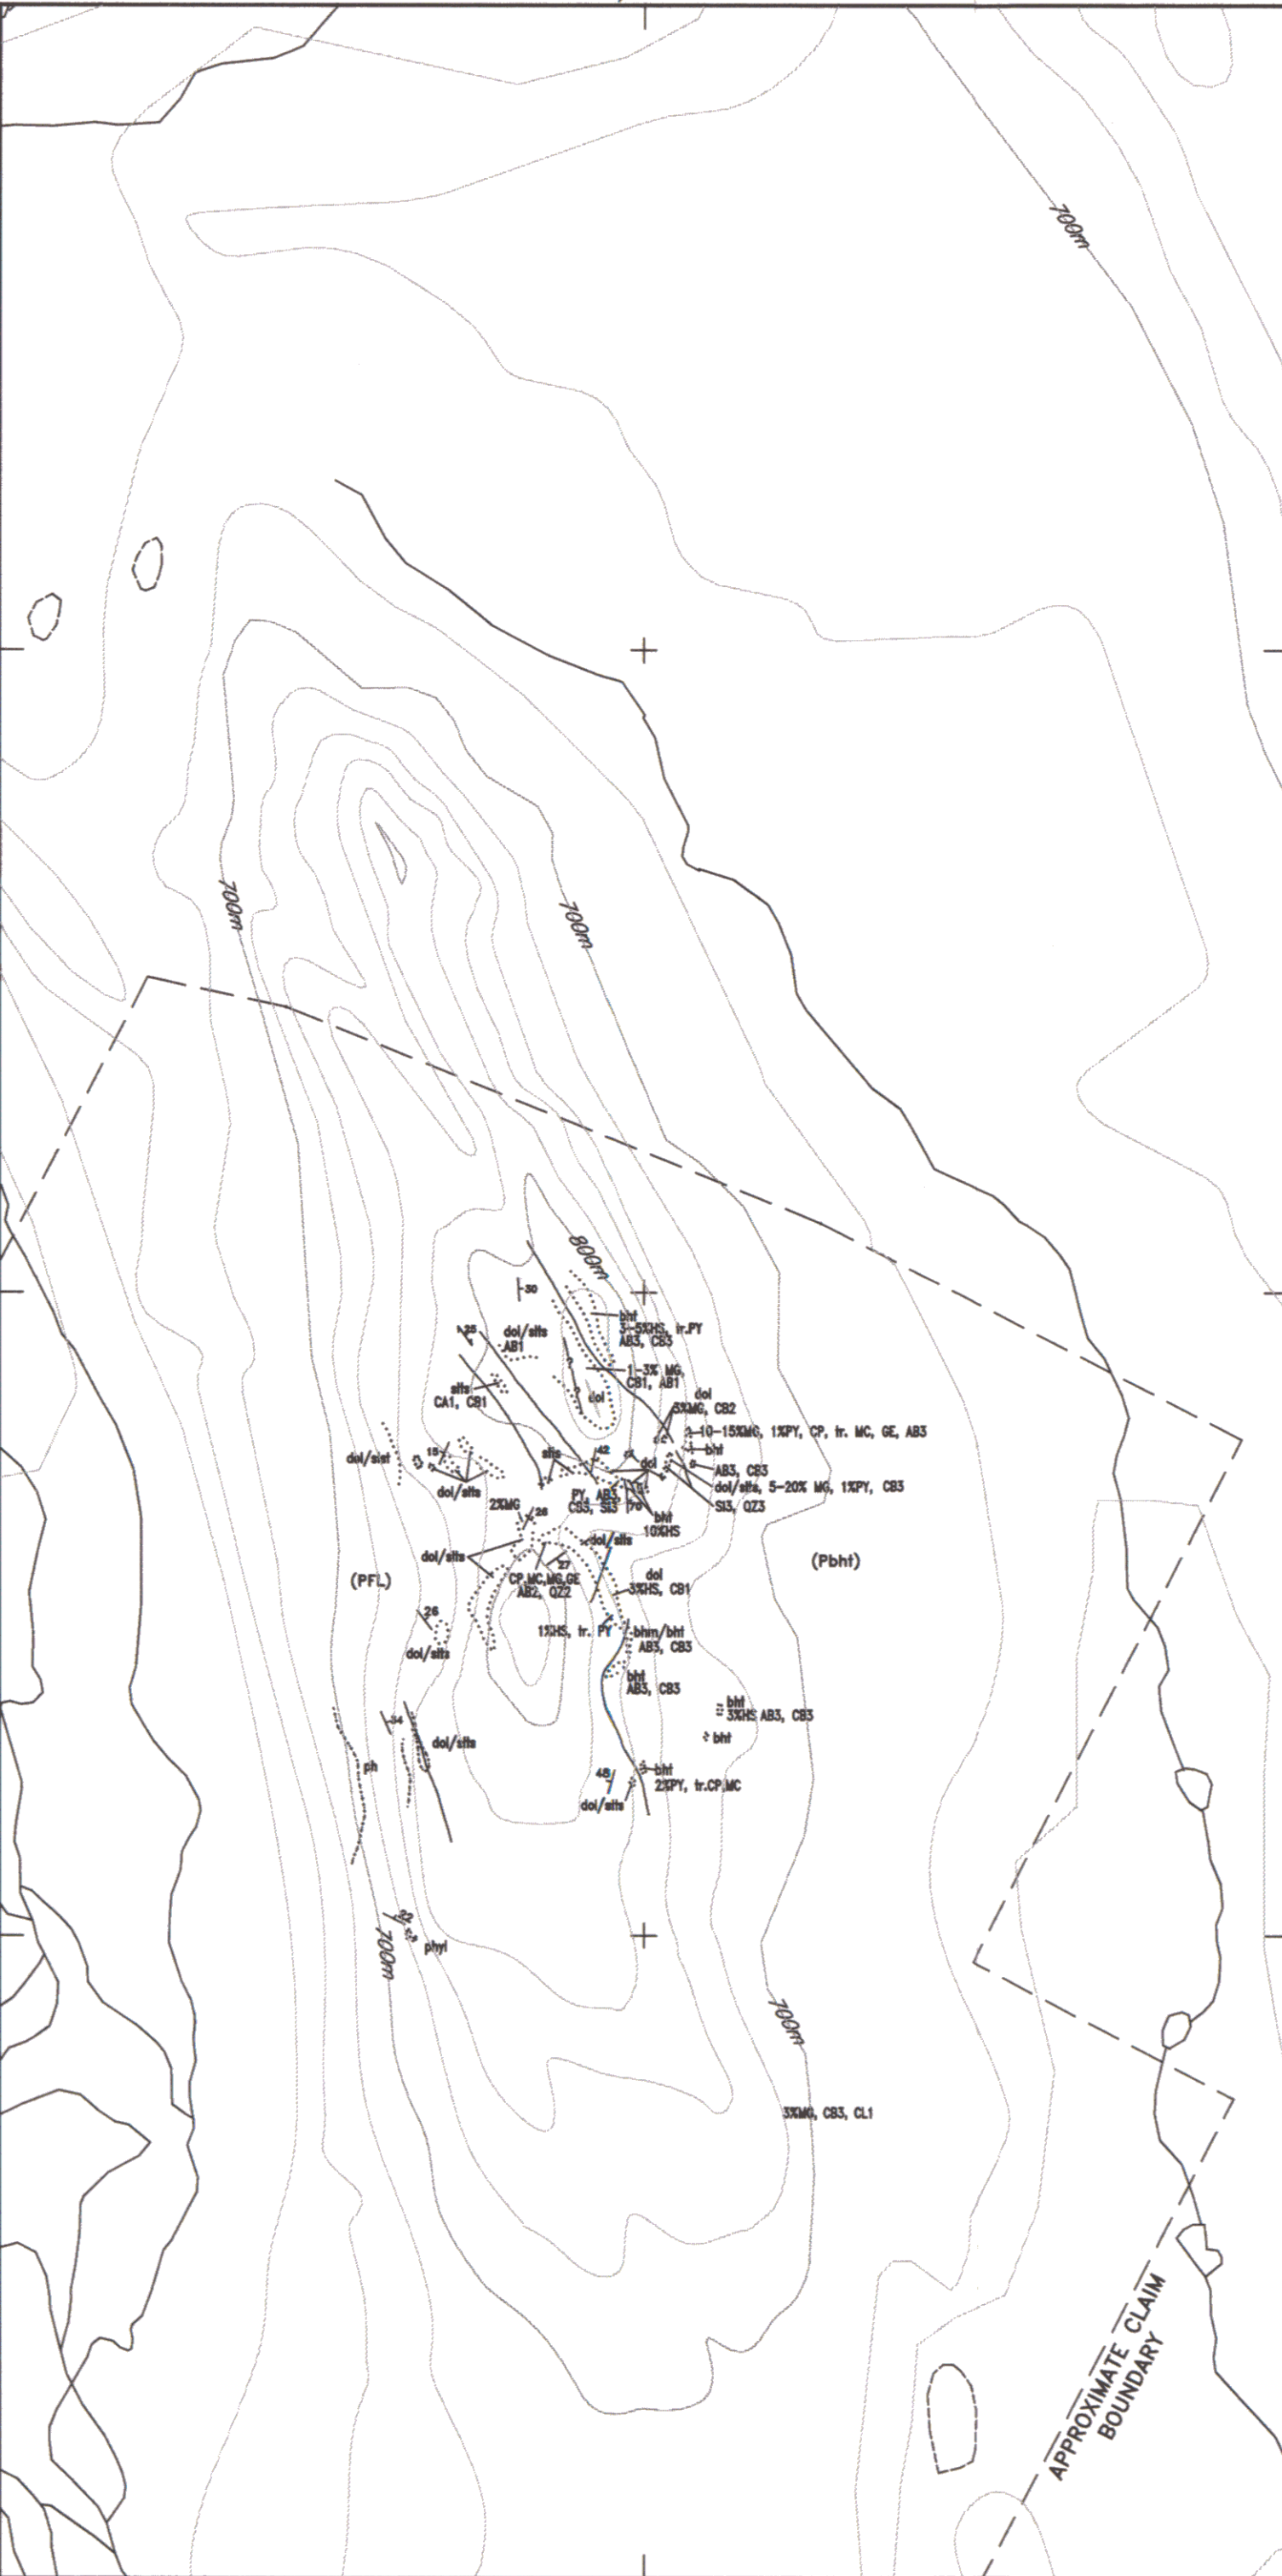 700m
700m
700m
800m
30
bht
3-5%HS, tr.PY
AB3, CB3
25
dol/slts
AB1
?
1-3% MG,
CB1, AB1
slts
CA1, CB1
?
dol
dol
3%MG, CB2
10-15%MG, 1%PY, CP, tr. MC, GE, AB3
bht
dol/slst
15
slts
42
dol
AB3, CB3
dol/slts, 5-20% MG, 1%PY, CB3
dol/slts
2%MG
PY, AB3,
CB3, SI3
70
SI3, QZ3
26
bht
10%HS
dol/slts
dol/slts
27
(Pbht)
(PFL)
CP,MC,MG,GE
AB2, QZ2
dol
3%HS, CB1
26
1%HS, tr. PY
bhm/bht
AB3, CB3
dol/slts
bht
AB3, CB3
bht
3%HS AB3, CB3
34
dol/slts
bht
ph
48
bht
2%PY, tr.CP,MC
dol/slts
phyl
700m
700m
3%MG, CB3, CL1
APPROXIMATE CLAIM
BOUNDARY